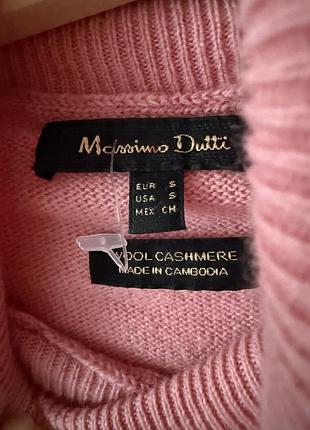 Massimo Dutti
EUR S
USA S
MEX CH
WOOL CASHMERE
MADE IN CAMBODIA